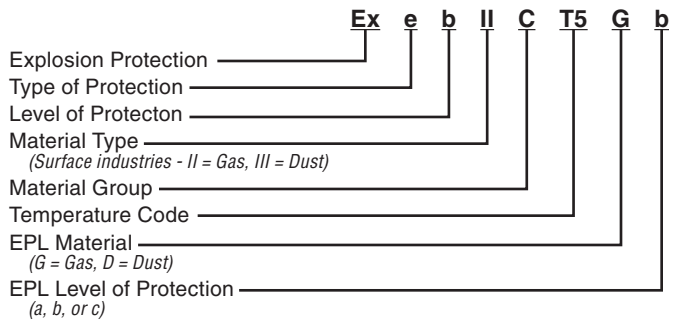 Ex e b II C T5 G b
Explosion Protection
Type of Protection
Level of Protecton
Material Type
(Surface industries - II = Gas, III = Dust)
Material Group
Temperature Code
EPL Material
(G = Gas, D = Dust)
EPL Level of Protection
(a, b, or c)